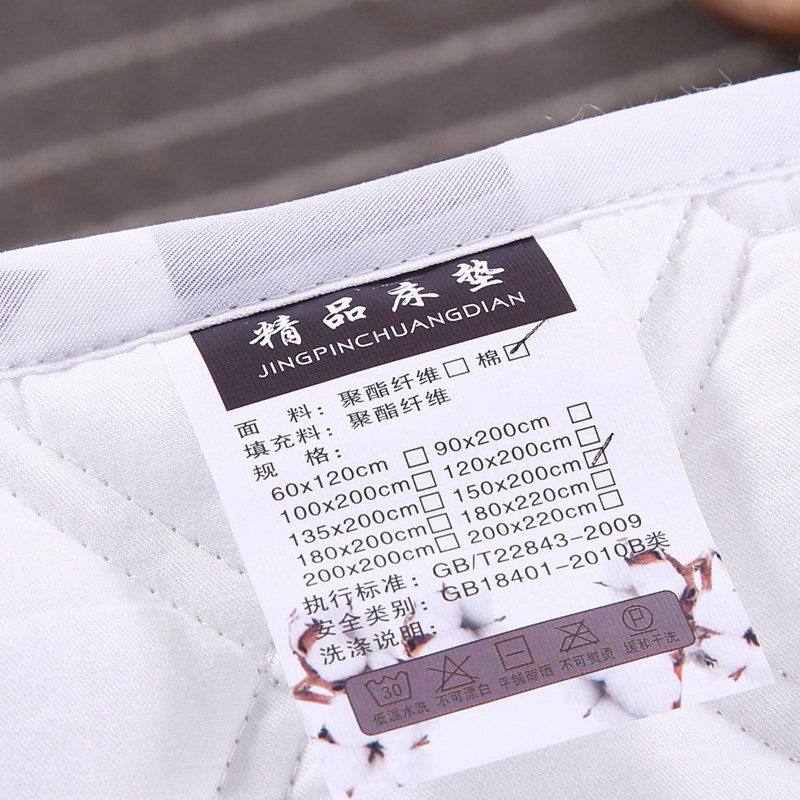 精品床垫
JINGPINCHUANGDIAN
面 料：聚酯纤维□ 棉☑
填充料：聚酯纤维
规 格：
60x120cm □ 90x200cm □
100x200cm□ 120x200cm□
135x200cm□ 150x200cm☑
180x200cm□ 180x220cm□
200x200cm□ 200x220cm□
执行标准：GB/T22843-2009
安全类别：GB18401-2010B类
洗涤说明：
30 P
低温水洗 不可漂白 平铺晾晒 不可熨烫 缓和干洗